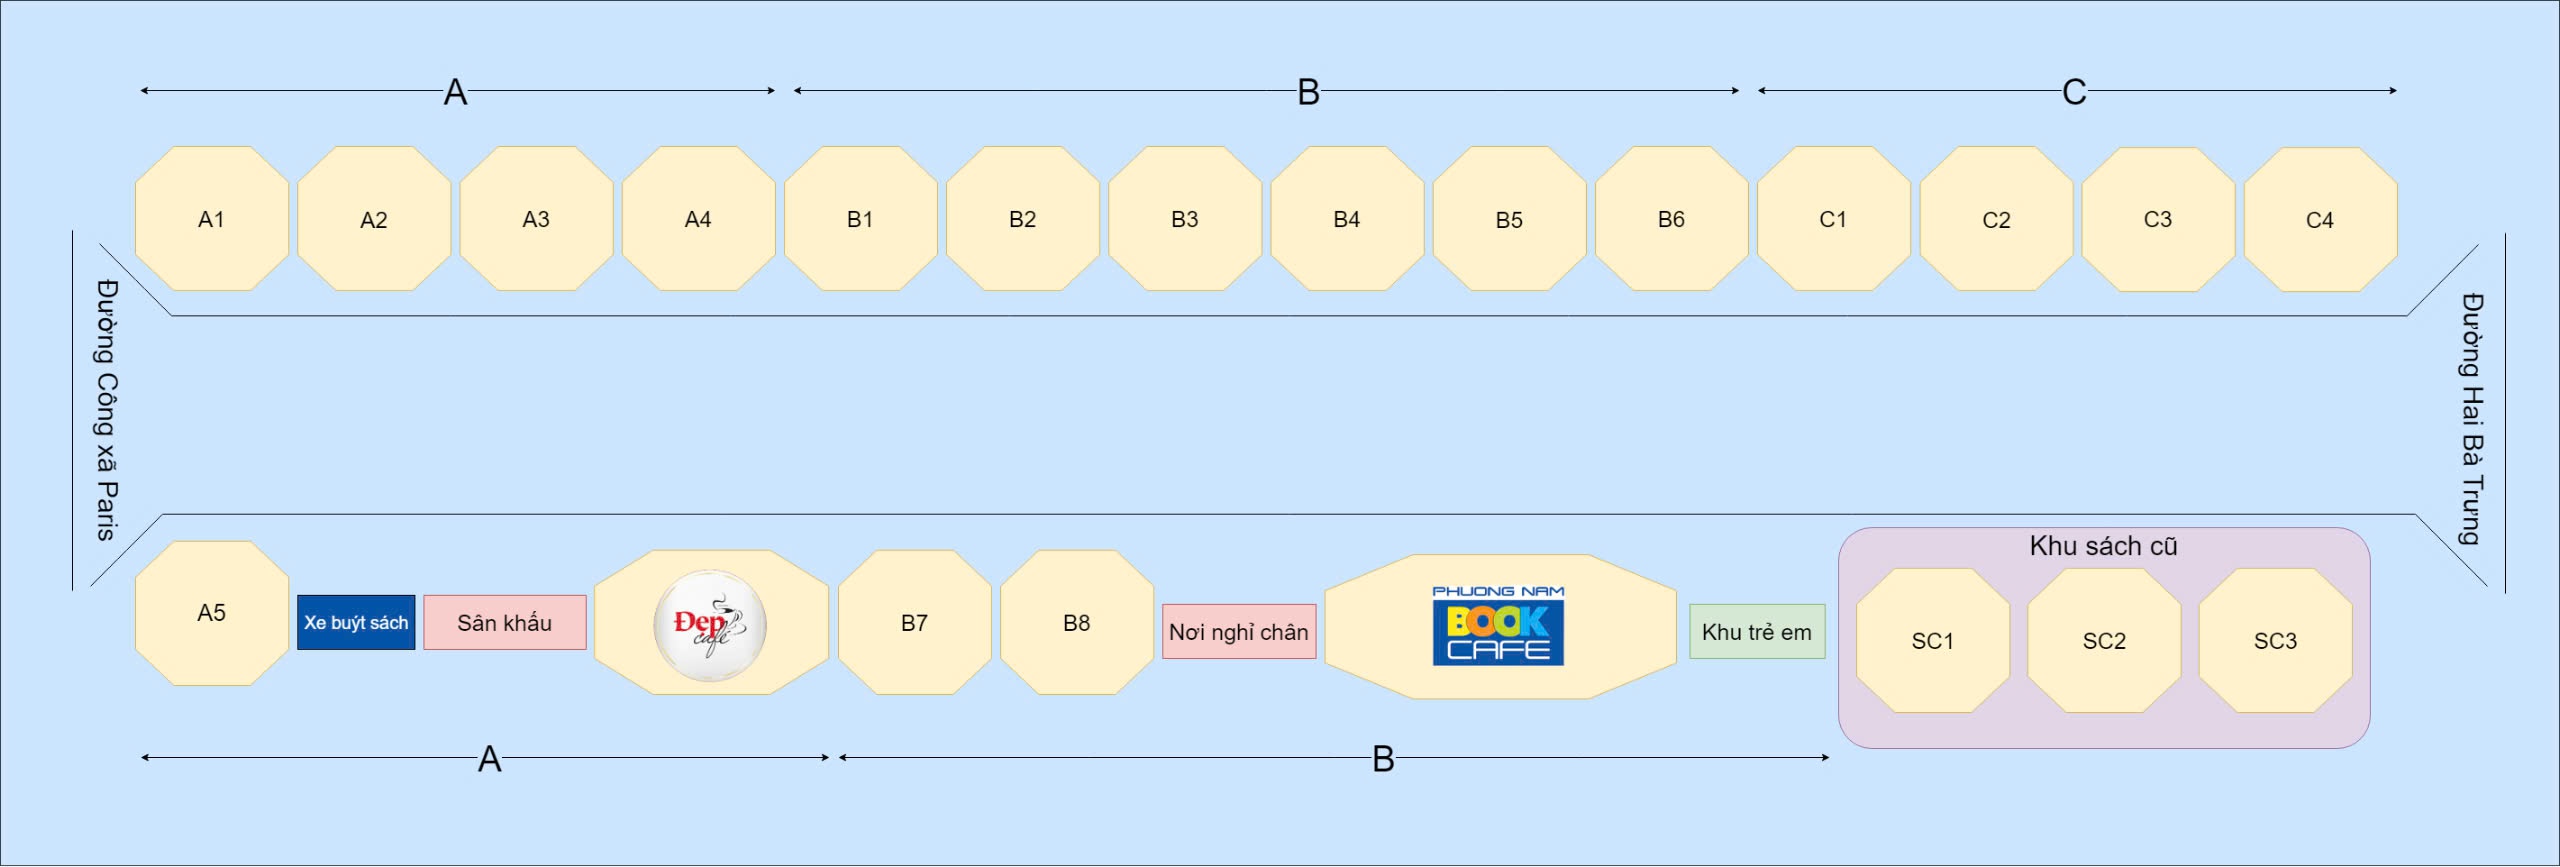 A
B
C
A1
A2
A3
A4
B1
B2
B3
B4
B5
B6
C1
C2
C3
C4
Đường Công xã Paris
Đường Hai Bà Trưng
A5
Xe buýt sách
Sân khấu
Đẹp
café
B7
B8
Nơi nghỉ chân
PHUONG NAM
BOOK
CAFE
Khu trẻ em
Khu sách cũ
SC1
SC2
SC3
A
B